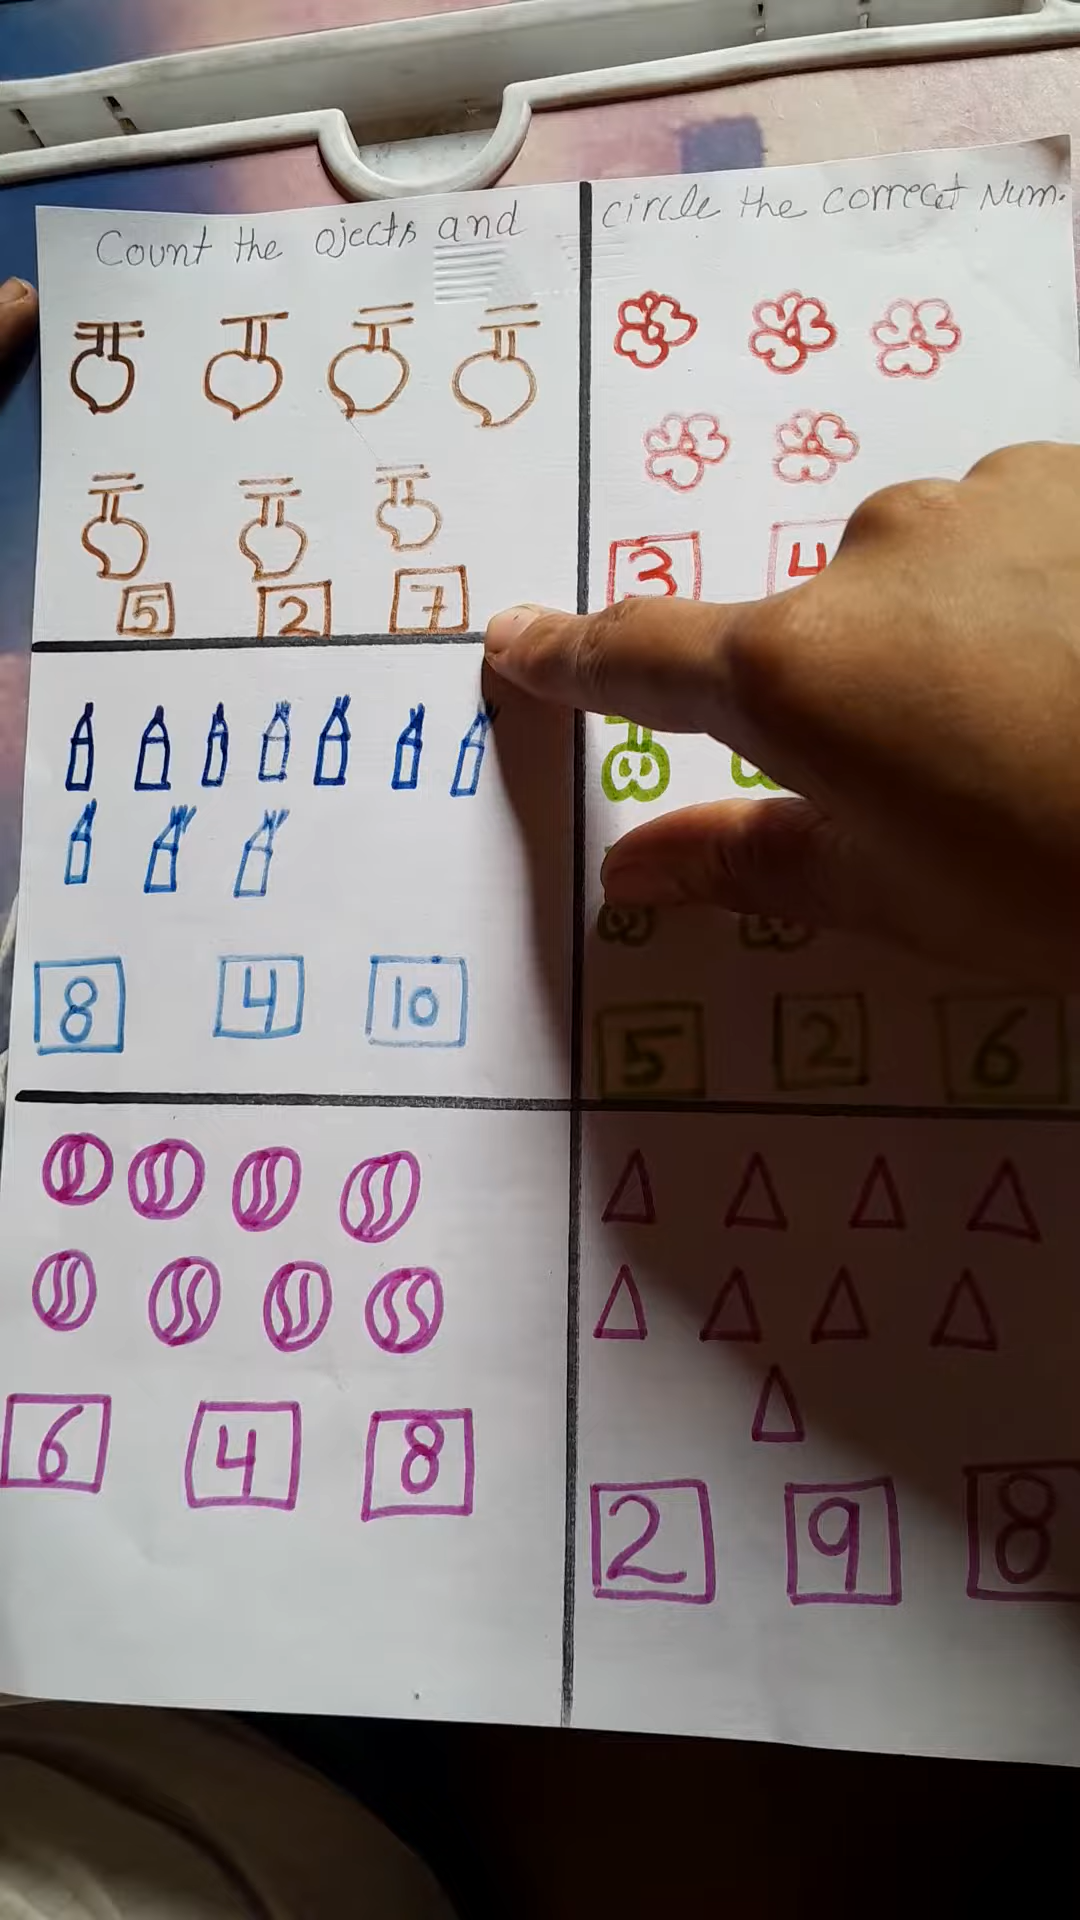 Count the ojects and circle the correct Num.
5 2 7
3 4
8 4 10
5 2 6
6 4 8
2 9 8